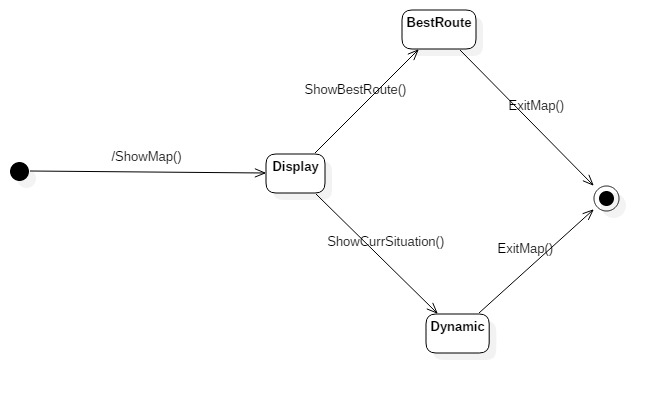 BestRoute
ShowBestRoute()
ExitMap()
/ShowMap()
Display
ShowCurrSituation()
ExitMap()
Dynamic